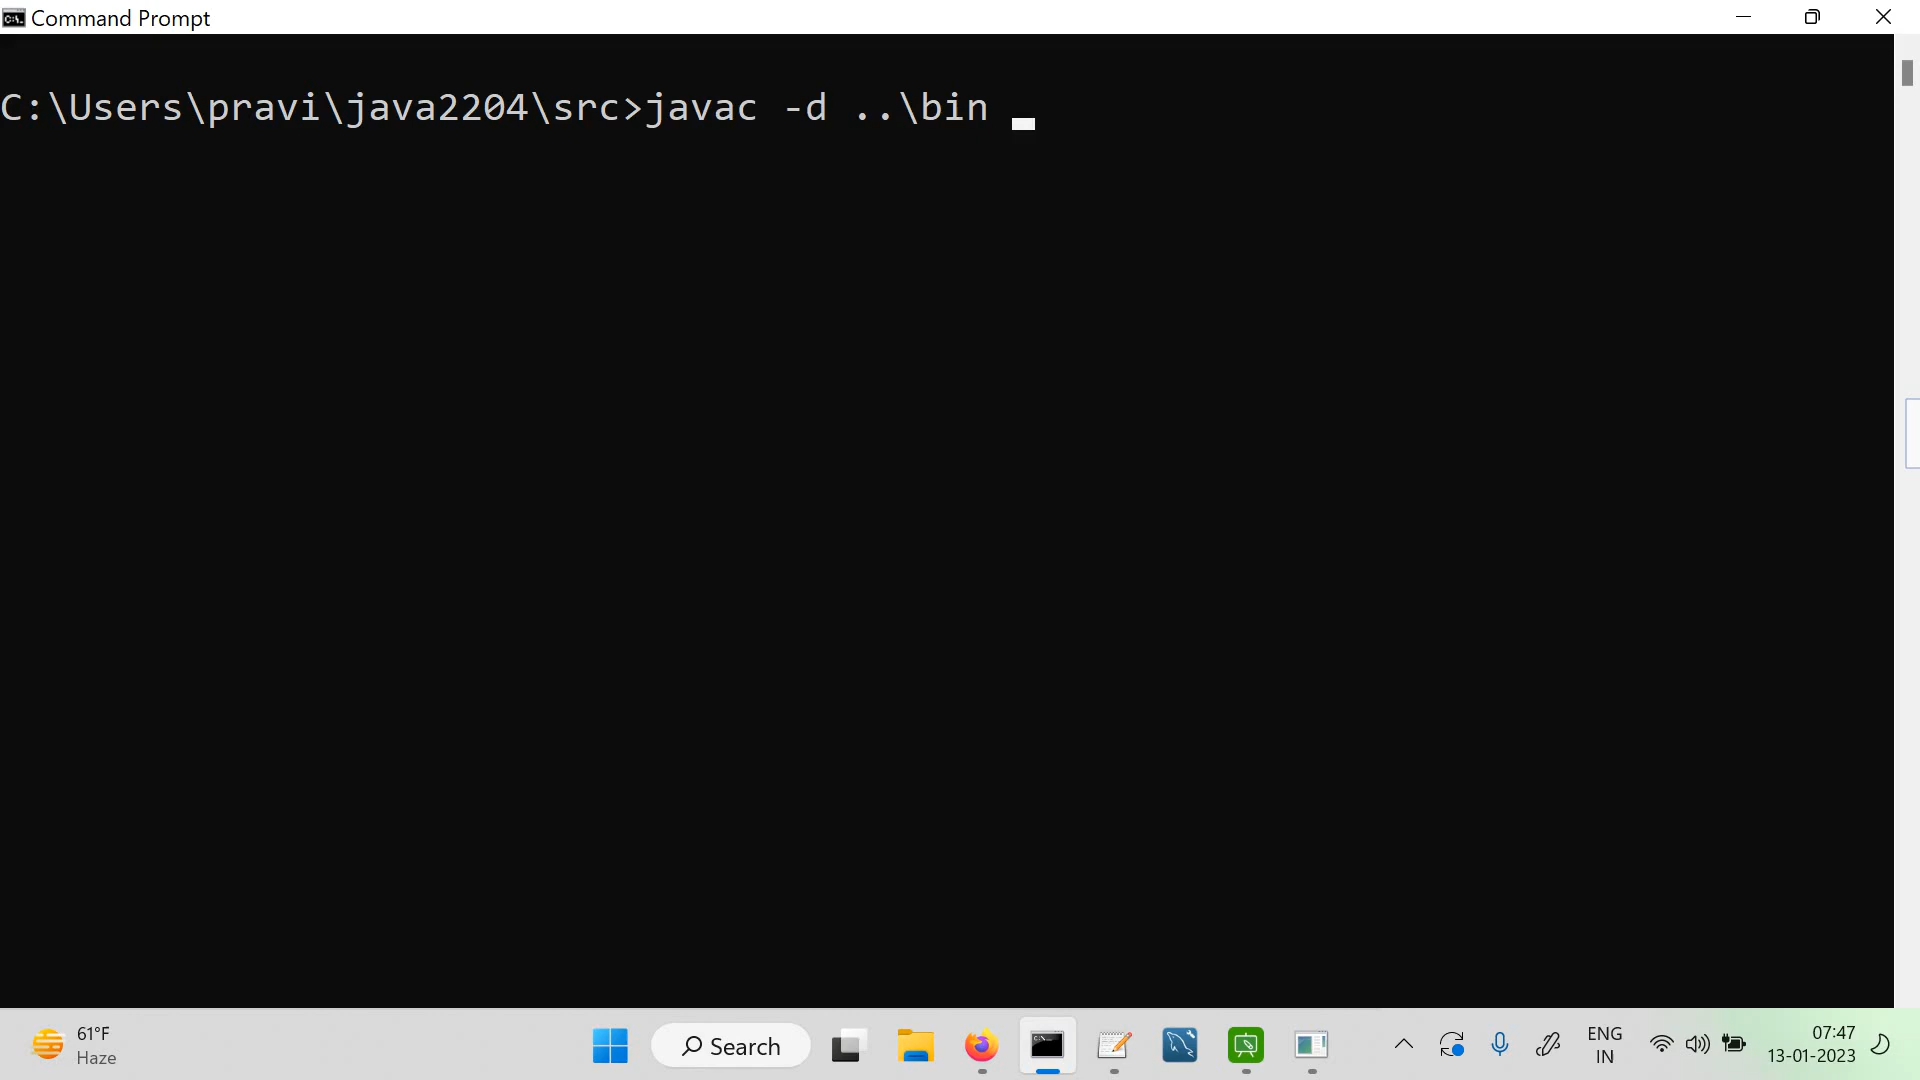 Command Prompt
C:\Users\pravi\java2204\src>javac -d ..\bin
61°F
Haze
Search
ENG
IN
07:47
13-01-2023